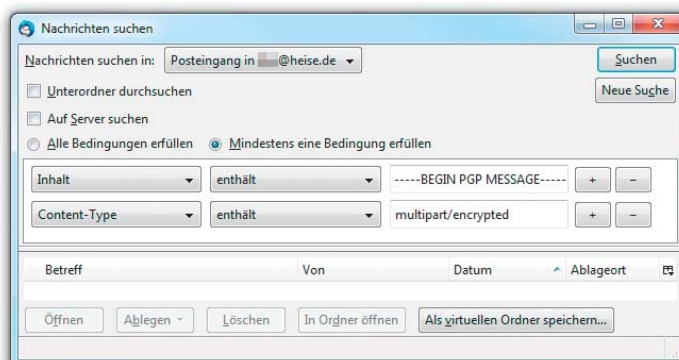 Nachrichten suchen
Nachrichten suchen in: Posteingang in @heise.de Suchen
Unterordner durchsuchen Neue Suche
Auf Server suchen
Alle Bedingungen erfüllen Mindestens eine Bedingung erfüllen
Inhalt enthält -----BEGIN PGP MESSAGE----- + -
Content-Type enthält multipart/encrypted + -
Betreff Von Datum Ablageort
Öffnen Ablegen Löschen In Ordner öffnen Als virtuellen Ordner speichern...